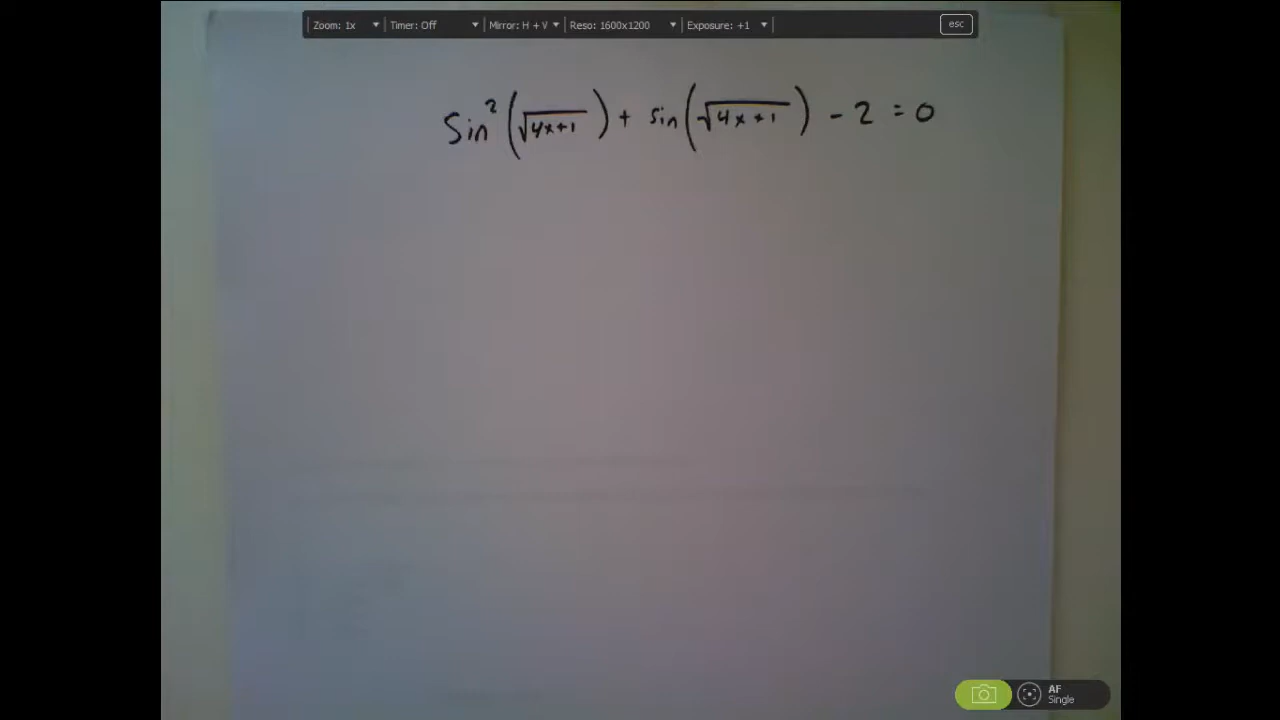 Zoom: 1x Timer: Off Mirror: H + V Reso: 1600x1200 Exposure: +1 esc
Sin²(√4x+1) + sin(√4x+1) - 2 = 0
AF
Single